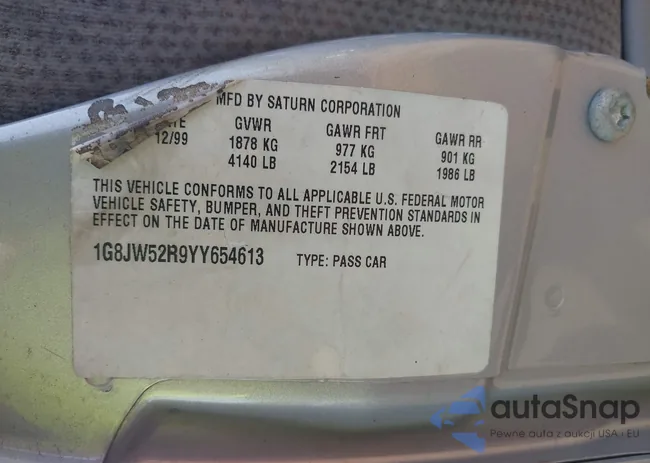 MFD BY SATURN CORPORATION
GVWR GAWR FRT GAWR RR
12/99 1878 KG 977 KG 901 KG
4140 LB 2154 LB 1986 LB
THIS VEHICLE CONFORMS TO ALL APPLICABLE U.S. FEDERAL MOTOR
VEHICLE SAFETY, BUMPER, AND THEFT PREVENTION STANDARDS IN
EFFECT ON THE DATE OF MANUFACTURE SHOWN ABOVE.
1G8JW52R9YY654613 TYPE: PASS CAR
autaSnap
Pewne auta z aukcji USA i EU